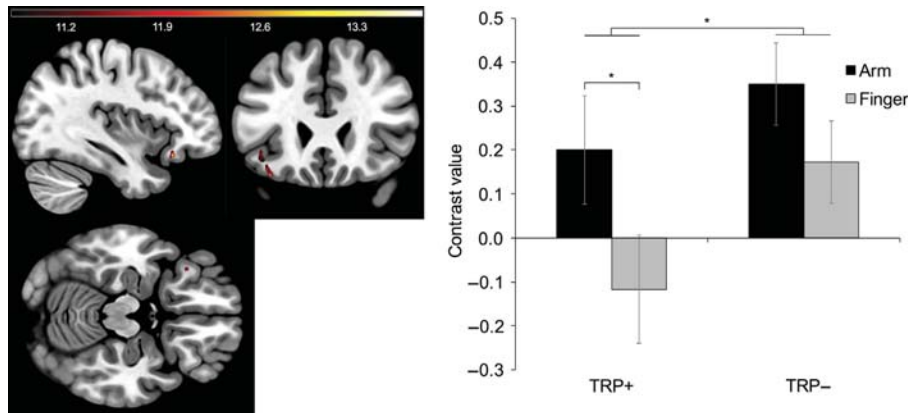 11.2 11.9 12.6 13.3
0.5
0.4
0.3
0.2
0.1
0.0
–0.1
–0.2
–0.3
Contrast value
*
*
Arm
Finger
TRP+ TRP–